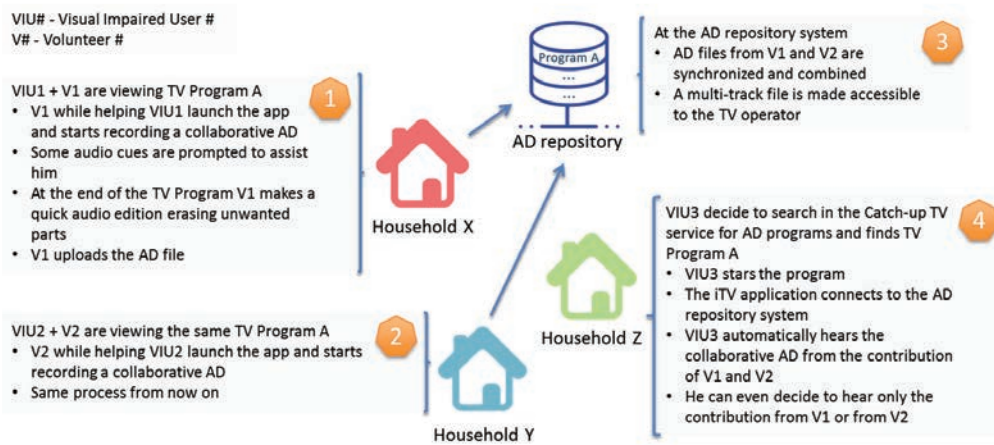 VIU# - Visual Impaired User #
V# - Volunteer #
VIU1 + V1 are viewing TV Program A
• V1 while helping VIU1 launch the app
and starts recording a collaborative AD
• Some audio cues are prompted to assist
him
• At the end of the TV Program V1 makes a
quick audio edition erasing unwanted
parts
• V1 uploads the AD file
1
Household X
VIU2 + V2 are viewing the same TV Program A
• V2 while helping VIU2 launch the app and starts
recording a collaborative AD
• Same process from now on
2
Household Y
Program A
...
...
AD repository
At the AD repository system
• AD files from V1 and V2 are
synchronized and combined
• A multi-track file is made accessible
to the TV operator
3
Household Z
VIU3 decide to search in the Catch-up TV
service for AD programs and finds TV
Program A
• VIU3 stars the program
• The iTV application connects to the AD
repository system
• VIU3 automatically hears the
collaborative AD from the contribution
of V1 and V2
• He can even decide to hear only the
contribution from V1 or from V2
4